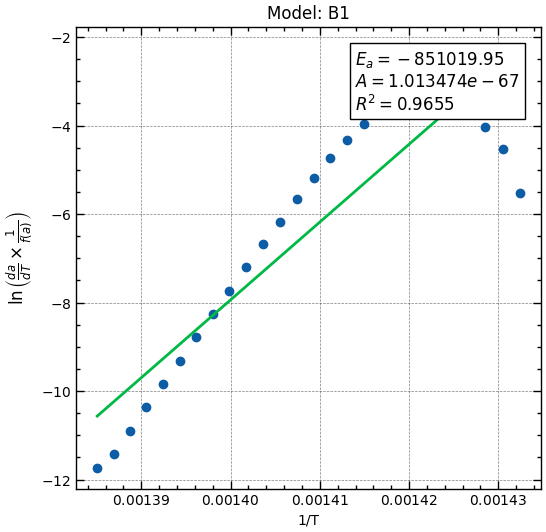 Model: B1
E_a = −851019.95
A = 1.013474e − 67
R² = 0.9655
ln(da/dT × 1/f(a))
−2
−4
−6
−8
−10
−12
0.00139 0.00140 0.00141 0.00142 0.00143
1/T